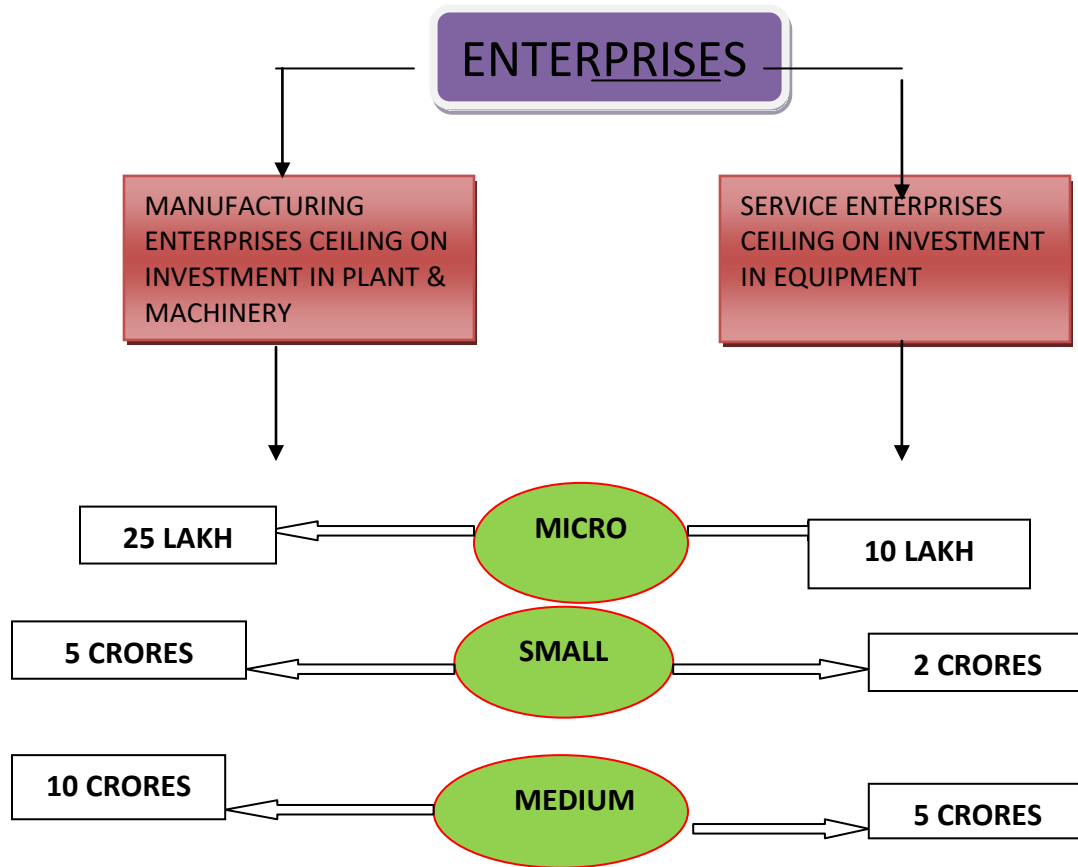 ENTERPRISES
MANUFACTURING
ENTERPRISES CEILING ON
INVESTMENT IN PLANT &
MACHINERY
SERVICE ENTERPRISES
CEILING ON INVESTMENT
IN EQUIPMENT
25 LAKH
MICRO
10 LAKH
5 CRORES
SMALL
2 CRORES
10 CRORES
MEDIUM
5 CRORES